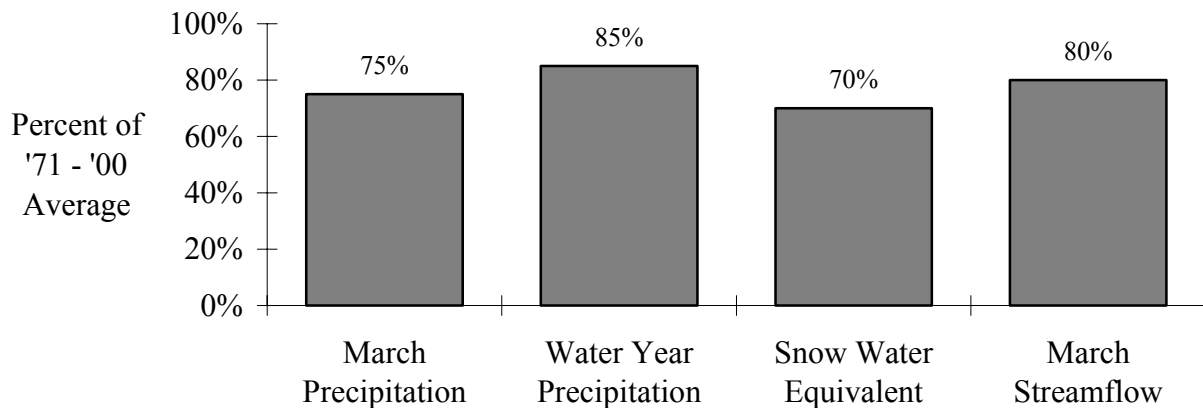 100%
80%
60%
40%
20%
0%
Percent of
'71 - '00
Average
75%
85%
70%
80%
March
Precipitation
Water Year
Precipitation
Snow Water
Equivalent
March
Streamflow